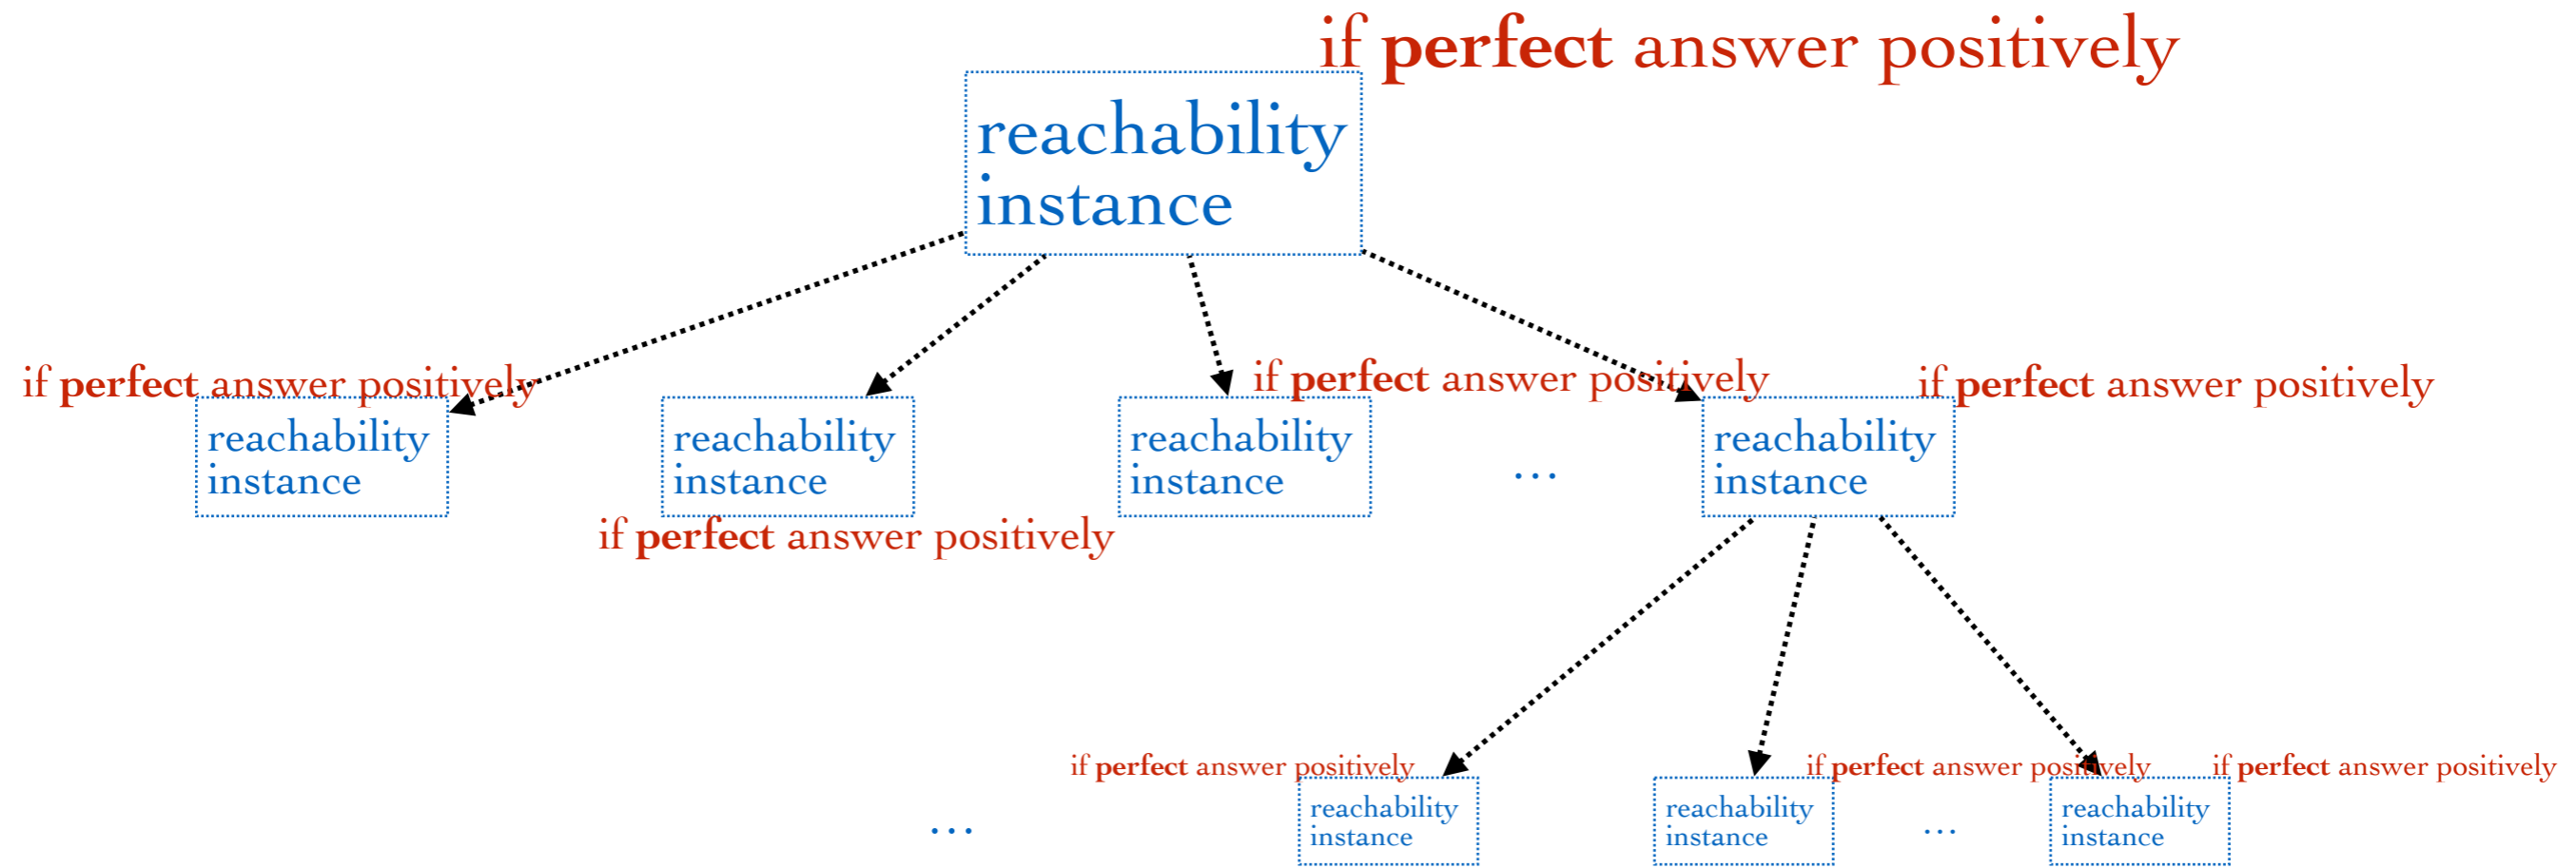 if perfect answer positively
reachability
instance
if perfect answer positively
if perfect answer positively
if perfect answer positively
reachability
instance
reachability
instance
reachability
instance
...
reachability
instance
if perfect answer positively
if perfect answer positively
if perfect answer positively
if perfect answer positively
...
reachability
instance
reachability
instance
...
reachability
instance